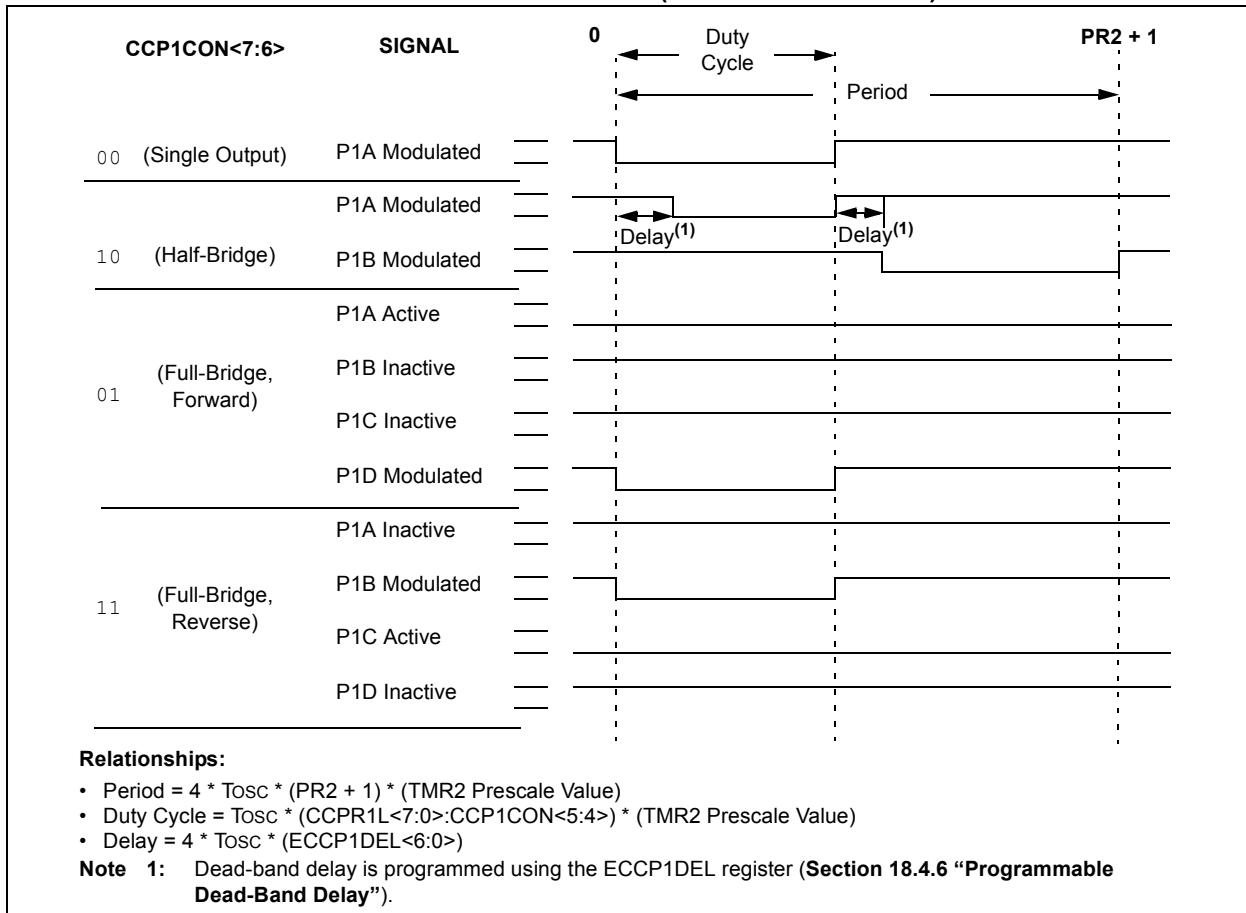 CCP1CON<7:6> SIGNAL 0 Duty Cycle PR2 + 1
Period
00 (Single Output) P1A Modulated
P1A Modulated
Delay(1) Delay(1)
10 (Half-Bridge) P1B Modulated
P1A Active
P1B Inactive
01 (Full-Bridge, Forward)
P1C Inactive
P1D Modulated
P1A Inactive
P1B Modulated
11 (Full-Bridge, Reverse)
P1C Active
P1D Inactive
Relationships:
• Period = 4 * TOSC * (PR2 + 1) * (TMR2 Prescale Value)
• Duty Cycle = TOSC * (CCPR1L<7:0>:CCP1CON<5:4>) * (TMR2 Prescale Value)
• Delay = 4 * TOSC * (ECCP1DEL<6:0>)
Note 1: Dead-band delay is programmed using the ECCP1DEL register (Section 18.4.6 “Programmable
Dead-Band Delay”).